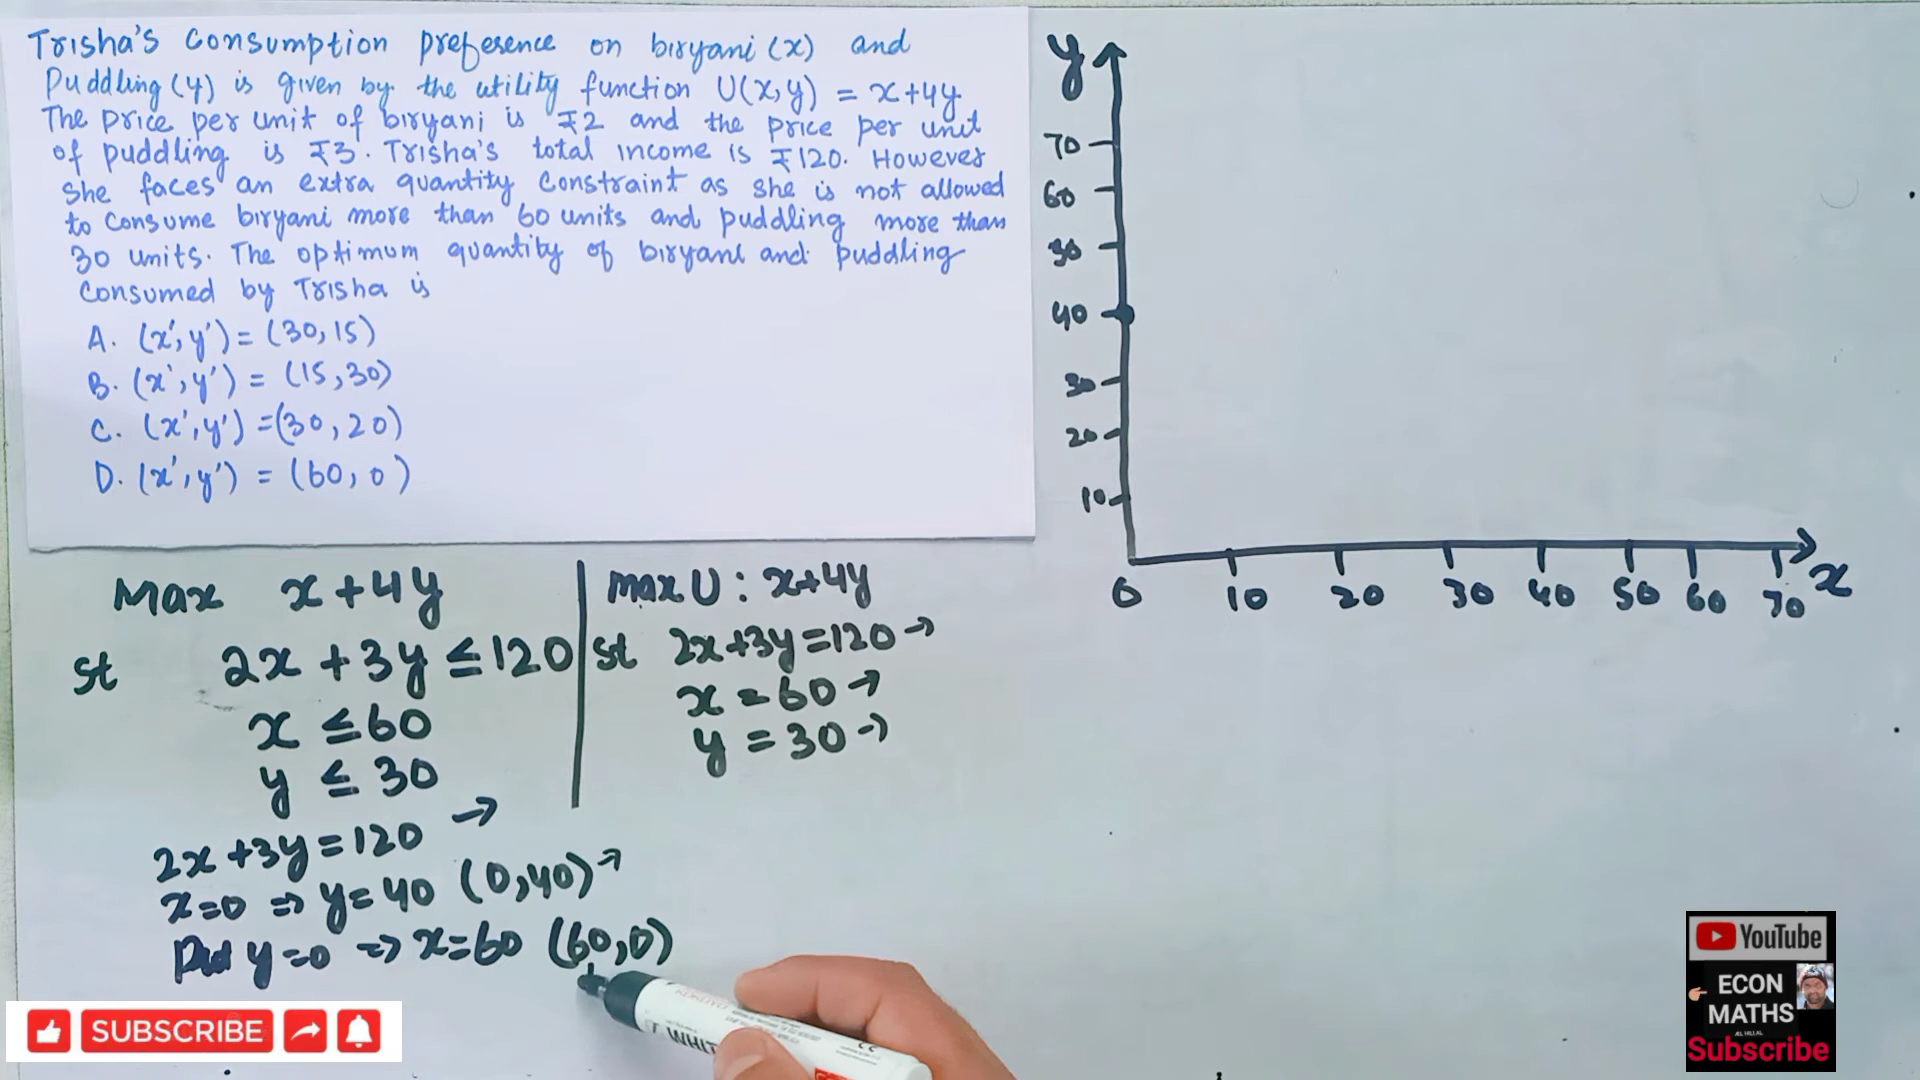 Trisha's Consumption preference on biryani (x) and
Puddling (y) is given by the utility function U(x,y) = x+4y
The price per unit of biryani is ₹2 and the price per unit
of puddling is ₹3. Trisha's total income is ₹120. However
She faces an extra quantity Constraint as she is not allowed
to Consume biryani more than 60 units and puddling more than
30 units. The optimum quantity of biryani and puddling
Consumed by Trisha is
A. (x', y') = (30, 15)
B. (x', y') = (15, 30)
C. (x', y') = (30, 20)
D. (x', y') = (60, 0)
Max x + 4y
St 2x + 3y ≤ 120
x ≤ 60
y ≤ 30
2x + 3y = 120 →
x=0 ⇒ y = 40 (0,40) →
Put y=0 ⇒ x=60 (60,0)
max U : x+4y
St 2x+3y=120 →
x = 60 →
y = 30 →
y
70
60
50
40
30
20
10
0 10 20 30 40 50 60 70 x
WHIT
SUBSCRIBE
YouTube
ECON
MATHS
Subscribe